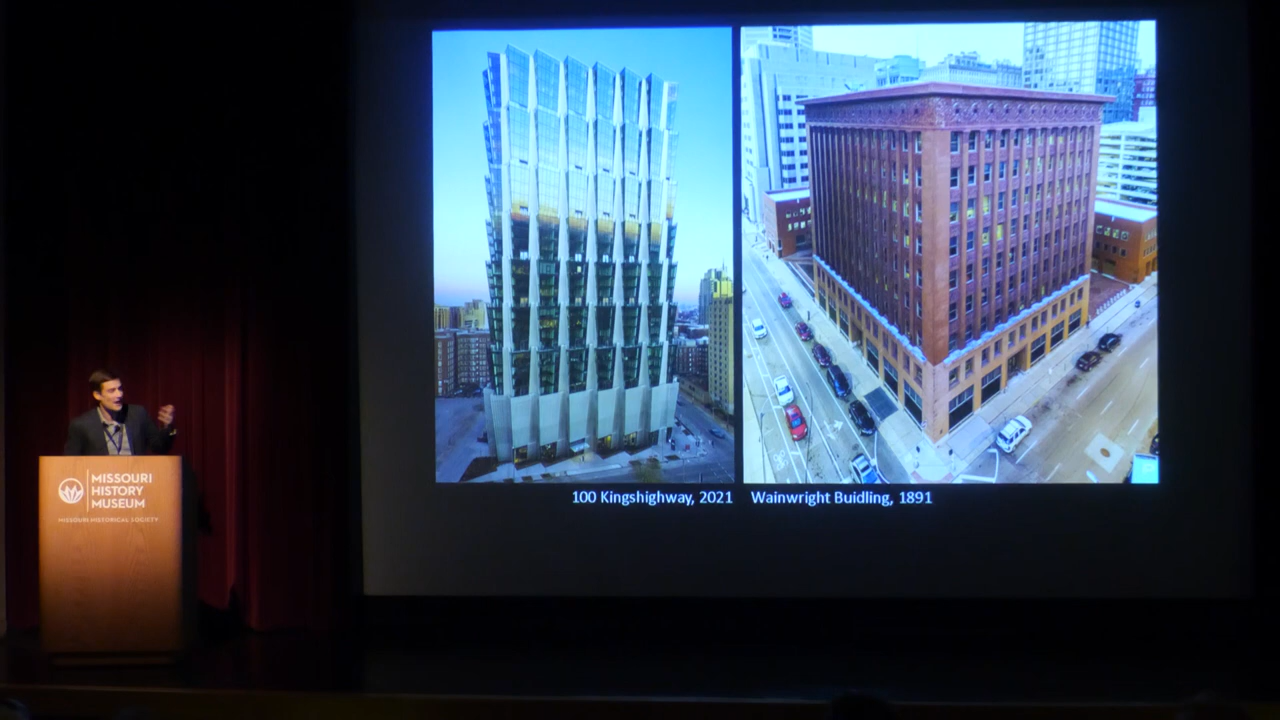 MISSOURI
HISTORY
MUSEUM
MISSOURI HISTORICAL SOCIETY
100 Kingshighway, 2021
Wainwright Buidling, 1891